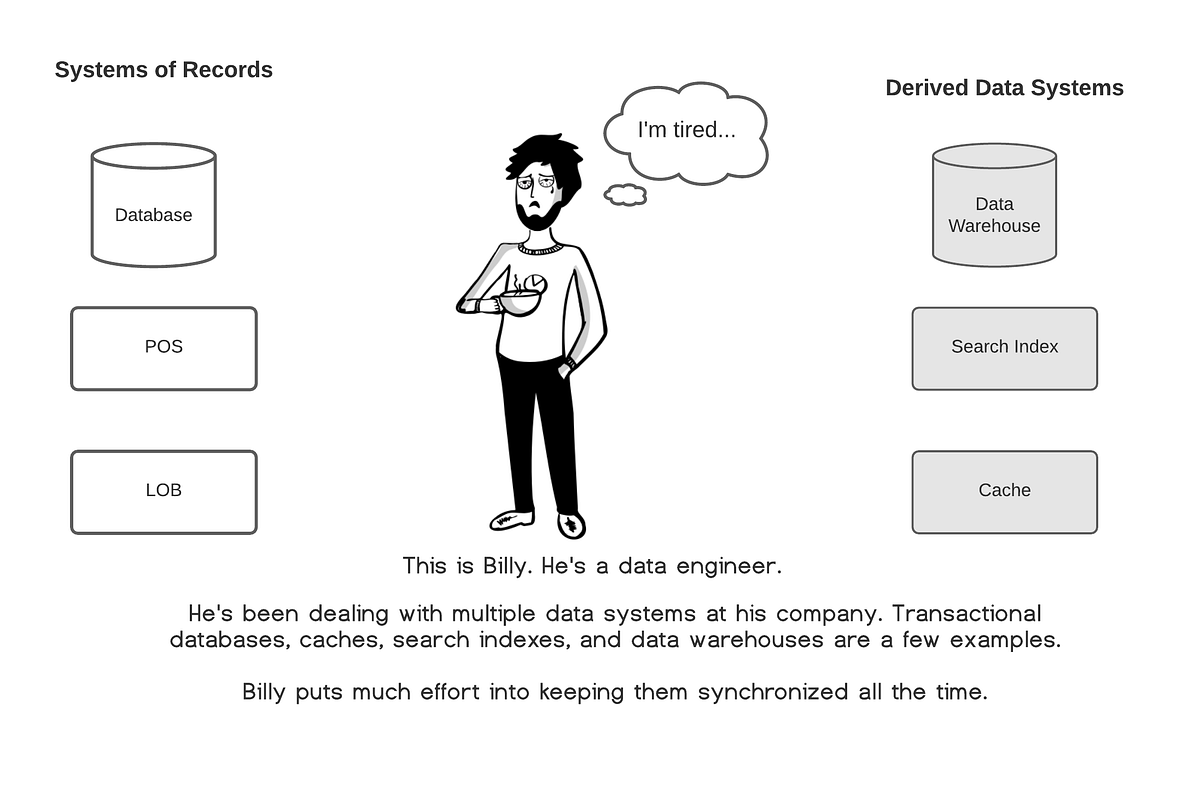 Systems of Records
Derived Data Systems
I'm tired...
Database
Data
Warehouse
POS
Search Index
LOB
Cache
This is Billy. He's a data engineer.
He's been dealing with multiple data systems at his company. Transactional
databases, caches, search indexes, and data warehouses are a few examples.
Billy puts much effort into keeping them synchronized all the time.